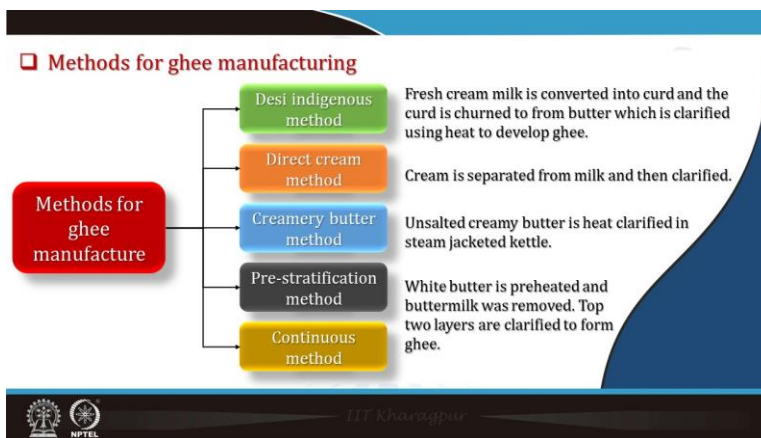 Methods for ghee manufacturing
Methods for
ghee
manufacture
Desi indigenous
method
Fresh cream milk is converted into curd and the
curd is churned to from butter which is clarified
using heat to develop ghee.
Direct cream
method
Cream is separated from milk and then clarified.
Creamery butter
method
Unsalted creamy butter is heat clarified in
steam jacketed kettle.
Pre-stratification
method
White butter is preheated and
buttermilk was removed. Top
two layers are clarified to form
ghee.
Continuous
method
NPTEL
IIT Kharagpur